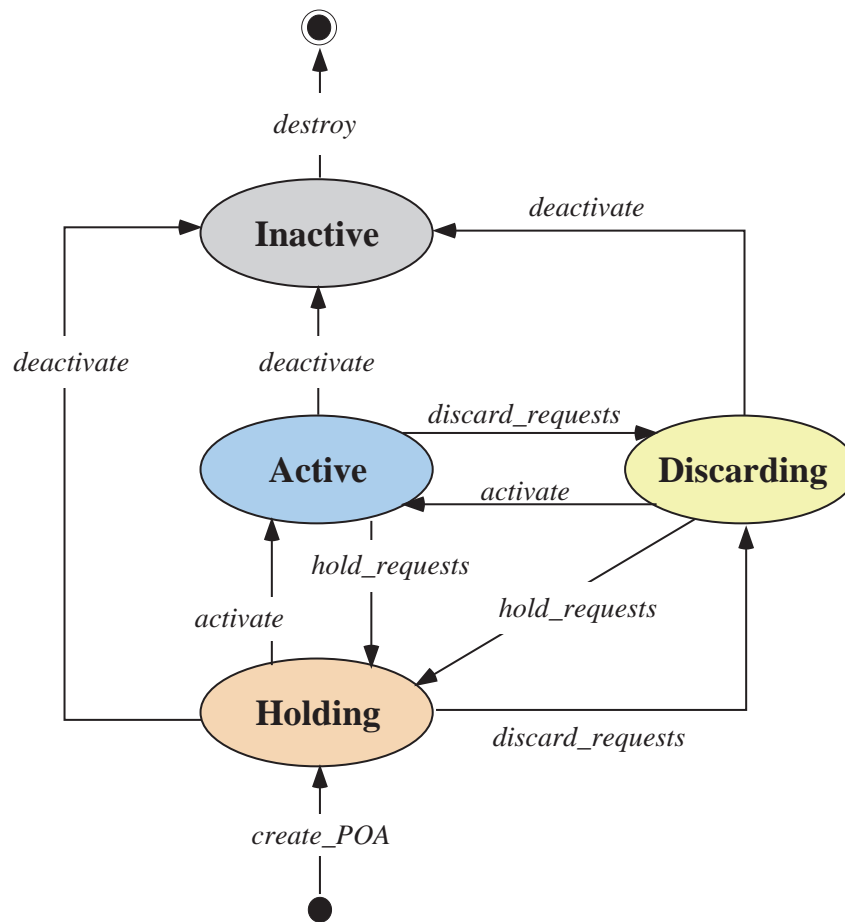 destroy
Inactive
deactivate
deactivate
deactivate
discard_requests
Active
Discarding
activate
hold_requests
activate
hold_requests
Holding
discard_requests
create_POA